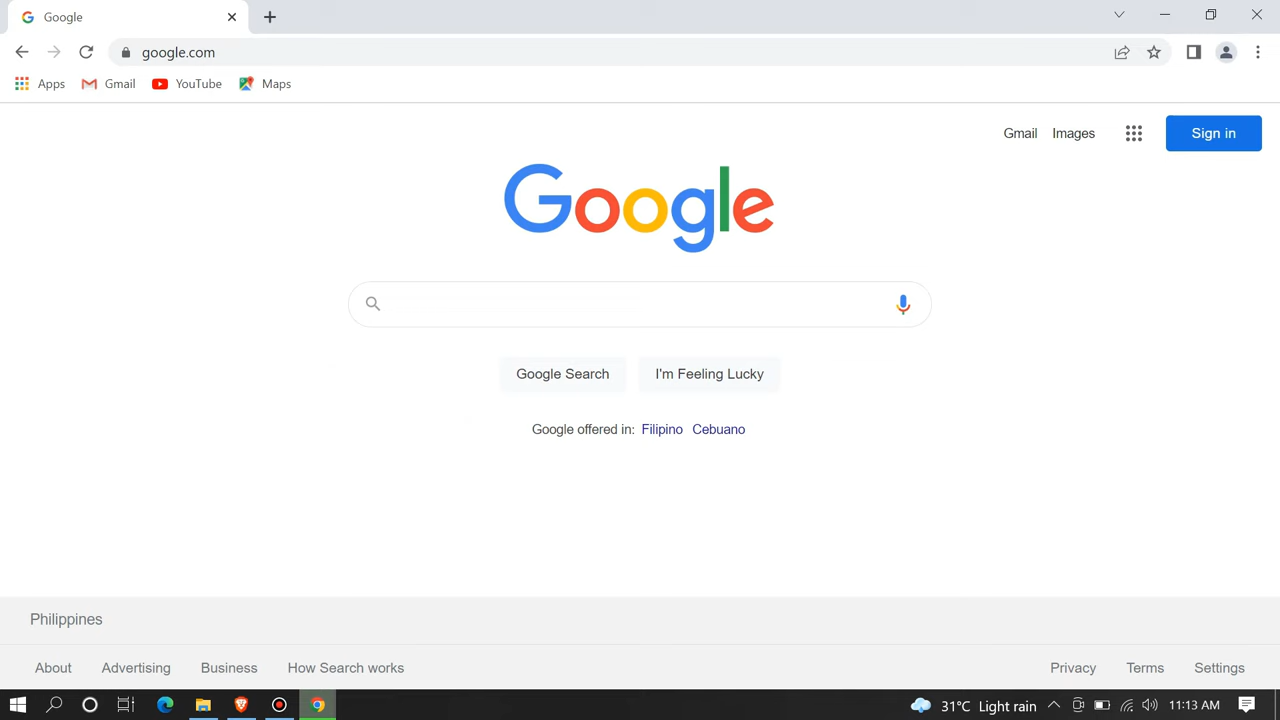 Google
google.com
Apps Gmail YouTube Maps
Gmail Images Sign in
Google
Google Search I'm Feeling Lucky
Google offered in: Filipino Cebuano
Philippines
About Advertising Business How Search works Privacy Terms Settings
31°C Light rain 11:13 AM